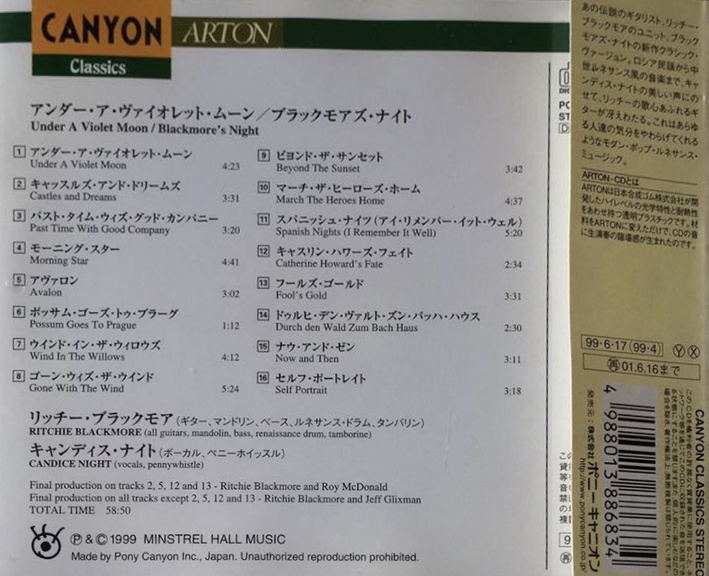 CANYON
Classics
ARTON
アンダー・ア・ヴァイオレット・ムーン／ブラックモアズ・ナイト
Under A Violet Moon / Blackmore's Night
1 アンダー・ア・ヴァイオレット・ムーン
Under A Violet Moon 4:23
2 キャッスルズ・アンド・ドリームズ
Castles and Dreams 3:31
3 パスト・タイム・ウィズ・グッド・カンパニー
Past Time With Good Company 3:20
4 モーニング・スター
Morning Star 4:41
5 アヴァロン
Avalon 3:02
6 ポッサム・ゴーズ・トゥ・プラーグ
Possum Goes To Prague 1:12
7 ウインド・イン・ザ・ウィロウズ
Wind In The Willows 4:12
8 ゴーン・ウィズ・ザ・ウインド
Gone With The Wind 5:24
9 ビヨンド・ザ・サンセット
Beyond The Sunset 3:42
10 マーチ・ザ・ヒーローズ・ホーム
March The Heroes Home 4:37
11 スパニッシュ・ナイツ（アイ・リメンバー・イット・ウェル）
Spanish Nights (I Remember It Well) 5:20
12 キャスリン・ハワーズ・フェイト
Catherine Howard's Fate 2:34
13 フールズ・ゴールド
Fool's Gold 3:31
14 ドゥルヒ・デン・ヴァルト・ズン・バッハ・ハウス
Durch den Wald Zum Bach Haus 2:30
15 ナウ・アンド・ゼン
Now and Then 3:11
16 セルフ・ポートレイト
Self Portrait 3:18
リッチー・ブラックモア（ギター、マンドリン、ベース、ルネサンス・ドラム、タンバリン）
RITCHIE BLACKMORE (all guitars, mandolin, bass, renaissance drum, tamborine)
キャンディス・ナイト（ボーカル、ペニーホイッスル）
CANDICE NIGHT (vocals, pennywhistle)
Final production on tracks 2, 5, 12 and 13 - Ritchie Blackmore and Roy McDonald
Final production on all tracks except 2, 5, 12 and 13 - Ritchie Blackmore and Jeff Glixman
TOTAL TIME 58:50
Ⓟ & © 1999 MINSTREL HALL MUSIC
Made by Pony Canyon Inc., Japan. Unauthorized reproduction prohibited.
あの伝説のギタリスト、リッチー・
ブラックモアのユニット、ブラック
モアズ・ナイトの新作クラシック・
ヴァージョン。ロシア民謡から中
世ルネサンス風の音楽まで、キャ
ンディス・ナイトの美しい声にの
せて、リッチーの歌心あふれるギ
ターが冴えわたる。これはあらゆ
る人達の気分をやわらげてくれる
ようなモダン・ポップ・ルネサンス・
ミュージック。
ARTON-CDとは
ARTONは日本合成ゴム株式会社が開
発したハイレベルの光学特性と耐熱性
をあわせ持つ透明プラスチックです。材
料をARTONに変えただけで、CDの音
に生演奏の臨場感が生まれたのです。
99・6・17 (99・4) Ⓨ Ⓧ
再 01.6.16まで
4 988013 886834
発売元：株式会社 ポニーキャニオン
http://www.ponycanyon.co.jp
CANYON CLASSICS STEREO